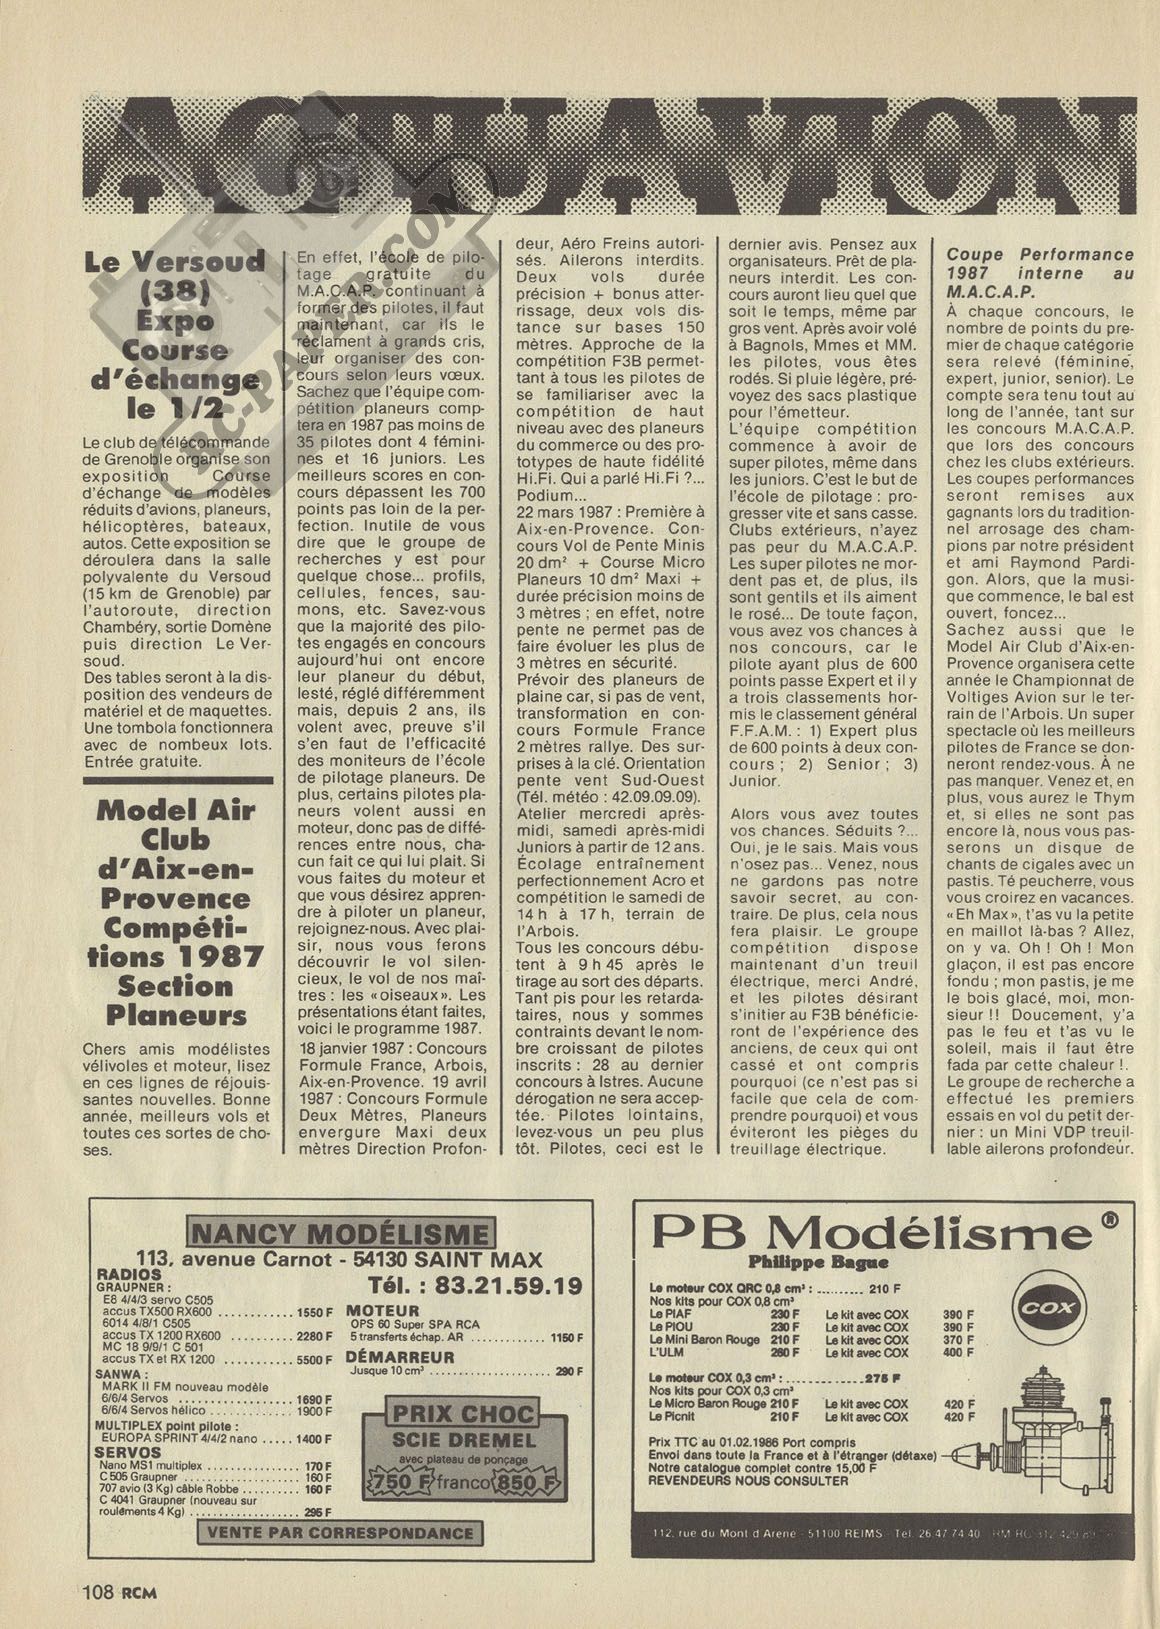 ACTUAVION
RC-PAPER.COM
Le Versoud
(38)
Expo
Course
d'échange
le 1/2
Le club de télécommande
de Grenoble organise son
exposition - Course
d'échange de modèles
réduits d'avions, planeurs,
hélicoptères, bateaux,
autos. Cette exposition se
déroulera dans la salle
polyvalente du Versoud
(15 km de Grenoble) par
l'autoroute, direction
Chambéry, sortie Domène
puis direction Le Ver-
soud.
Des tables seront à la dis-
position des vendeurs de
matériel et de maquettes.
Une tombola fonctionnera
avec de nombeux lots.
Entrée gratuite.
Model Air
Club
d'Aix-en-
Provence
Compéti-
tions 1987
Section
Planeurs
Chers amis modélistes
vélivoles et moteur, lisez
en ces lignes de réjouis-
santes nouvelles. Bonne
année, meilleurs vols et
toutes ces sortes de cho-
ses.
En effet, l'école de pilo-
tage gratuite du
M.A.C.A.P. continuant à
former des pilotes, il faut
maintenant, car ils le
réclament à grands cris,
leur organiser des con-
cours selon leurs vœux.
Sachez que l'équipe com-
pétition planeurs comp-
tera en 1987 pas moins de
35 pilotes dont 4 fémini-
nes et 16 juniors. Les
meilleurs scores en con-
cours dépassent les 700
points pas loin de la per-
fection. Inutile de vous
dire que le groupe de
recherches y est pour
quelque chose... profils,
cellules, fences, sau-
mons, etc. Savez-vous
que la majorité des pilo-
tes engagés en concours
aujourd'hui ont encore
leur planeur du début,
lesté, réglé différemment
mais, depuis 2 ans, ils
volent avec, preuve s'il
s'en faut de l'efficacité
des moniteurs de l'école
de pilotage planeurs. De
plus, certains pilotes pla-
neurs volent aussi en
moteur, donc pas de diffé-
rences entre nous, cha-
cun fait ce qui lui plait. Si
vous faites du moteur et
que vous désirez appren-
dre à piloter un planeur,
rejoignez-nous. Avec plai-
sir, nous vous ferons
découvrir le vol silen-
cieux, le vol de nos maî-
tres : les «oiseaux». Les
présentations étant faites,
voici le programme 1987.
18 janvier 1987 : Concours
Formule France, Arbois,
Aix-en-Provence. 19 avril
1987 : Concours Formule
Deux Mètres, Planeurs
envergure Maxi deux
mètres Direction Profon-
deur, Aéro Freins autori-
sés. Ailerons interdits.
Deux vols durée
précision + bonus atter-
rissage, deux vols dis-
tance sur bases 150
mètres. Approche de la
compétition F3B permet-
tant à tous les pilotes de
se familiariser avec la
compétition de haut
niveau avec des planeurs
du commerce ou des pro-
totypes de haute fidélité
Hi.Fi. Qui a parlé Hi.Fi ?...
Podium...
22 mars 1987 : Première à
Aix-en-Provence. Con-
cours Vol de Pente Minis
20 dm² + Course Micro
Planeurs 10 dm² Maxi +
durée précision moins de
3 mètres ; en effet, notre
pente ne permet pas de
faire évoluer les plus de
3 mètres en sécurité.
Prévoir des planeurs de
plaine car, si pas de vent,
transformation en con-
cours Formule France
2 mètres rallye. Des sur-
prises à la clé. Orientation
pente vent Sud-Ouest
(Tél. météo : 42.09.09.09).
Atelier mercredi après-
midi, samedi après-midi
Juniors à partir de 12 ans.
Écolage entraînement
perfectionnement Acro et
compétition le samedi de
14 h à 17 h, terrain de
l'Arbois.
Tous les concours débu-
tent à 9 h 45 après le
tirage au sort des départs.
Tant pis pour les retarda-
taires, nous y sommes
contraints devant le nom-
bre croissant de pilotes
inscrits : 28 au dernier
concours à Istres. Aucune
dérogation ne sera accep-
tée. Pilotes lointains,
levez-vous un peu plus
tôt. Pilotes, ceci est le
dernier avis. Pensez aux
organisateurs. Prêt de pla-
neurs interdit. Les con-
cours auront lieu quel que
soit le temps, même par
gros vent. Après avoir volé
à Bagnols, Mmes et MM.
les pilotes, vous êtes
rodés. Si pluie légère, pré-
voyez des sacs plastique
pour l'émetteur.
L'équipe compétition
commence à avoir de
super pilotes, même dans
les juniors. C'est le but de
l'école de pilotage : pro-
gresser vite et sans casse.
Clubs extérieurs, n'ayez
pas peur du M.A.C.A.P.
Les super pilotes ne mor-
dent pas et, de plus, ils
sont gentils et ils aiment
le rosé... De toute façon,
vous avez vos chances à
nos concours, car le
pilote ayant plus de 600
points passe Expert et il y
a trois classements hor-
mis le classement général
F.F.A.M. : 1) Expert plus
de 600 points à deux con-
cours ; 2) Senior ; 3)
Junior.
Alors vous avez toutes
vos chances. Séduits ?...
Oui, je le sais. Mais vous
n'osez pas... Venez, nous
ne gardons pas notre
savoir secret, au con-
traire. De plus, cela nous
fera plaisir. Le groupe
compétition dispose
maintenant d'un treuil
électrique, merci André,
et les pilotes désirant
s'initier au F3B bénéficie-
ront de l'expérience des
anciens, de ceux qui ont
cassé et ont compris
pourquoi (ce n'est pas si
facile que cela de com-
prendre pourquoi) et vous
éviteront les pièges du
treuillage électrique.
Coupe Performance
1987 interne au
M.A.C.A.P.
À chaque concours, le
nombre de points du pre-
mier de chaque catégorie
sera relevé (féminine,
expert, junior, senior). Le
compte sera tenu tout au
long de l'année, tant sur
les concours M.A.C.A.P.
que lors des concours
chez les clubs extérieurs.
Les coupes performances
seront remises aux
gagnants lors du tradition-
nel arrosage des cham-
pions par notre président
et ami Raymond Pardi-
gon. Alors, que la musi-
que commence, le bal est
ouvert, foncez...
Sachez aussi que le
Model Air Club d'Aix-en-
Provence organisera cette
année le Championnat de
Voltiges Avion sur le ter-
rain de l'Arbois. Un super
spectacle où les meilleurs
pilotes de France se don-
neront rendez-vous. À ne
pas manquer. Venez et, en
plus, vous aurez le Thym
et, si elles ne sont pas
encore là, nous vous pas-
serons un disque de
chants de cigales avec un
pastis. Té peucherre, vous
vous croirez en vacances.
«Eh Max», t'as vu la petite
en maillot là-bas ? Allez,
on y va. Oh ! Oh ! Mon
glaçon, il est pas encore
fondu ; mon pastis, je me
le bois glacé, moi, mon-
sieur !! Doucement, y'a
pas le feu et t'as vu le
soleil, mais il faut être
fada par cette chaleur !.
Le groupe de recherche a
effectué les premiers
essais en vol du petit der-
nier : un Mini VDP treuil-
lable ailerons profondeur.
NANCY MODÉLISME
113, avenue Carnot - 54130 SAINT MAX
Tél. : 83.21.59.19
RADIOS
GRAUPNER :
E8 4/4/3 servo C505
accus TX500 RX600 ........... 1550 F
6014 4/8/1 C505
accus TX 1200 RX600 .......... 2280 F
MC 18 9/9/1 C 501
accus TX et RX 1200 .......... 5500 F
SANWA :
MARK II FM nouveau modèle
6/6/4 Servos .......... 1690 F
6/6/4 Servos hélico .......... 1900 F
MULTIPLEX point pilote :
EUROPA SPRINT 4/4/2 nano ..... 1400 F
SERVOS
Nano MS1 multiplex .......... 170 F
C 505 Graupner .......... 160 F
707 avio (3 Kg) câble Robbe .......... 160 F
C 4041 Graupner (nouveau sur
roulements 4 Kg) .......... 295 F
MOTEUR
OPS 60 Super SPA RCA
5 transferts échap. AR .......... 1150 F
DÉMARREUR
Jusque 10 cm³ .......... 290 F
PRIX CHOC
SCIE DREMEL
avec plateau de ponçage
750 F franco 850 F
VENTE PAR CORRESPONDANCE
PB Modélisme ®
Philippe Bague
Le moteur COX QRC 0,8 cm³ : .......... 210 F
Nos kits pour COX 0,8 cm³
Le PIAF 230 F Le kit avec COX 390 F
Le PIOU 230 F Le kit avec COX 390 F
Le Mini Baron Rouge 210 F Le kit avec COX 370 F
L'ULM 260 F Le kit avec COX 400 F
Le moteur COX 0,3 cm³ : .......... 275 F
Nos kits pour COX 0,3 cm³
Le Micro Baron Rouge 210 F Le kit avec COX 420 F
Le Picnit 210 F Le kit avec COX 420 F
COX
Prix TTC au 01.02.1986 Port compris
Envoi dans toute la France et à l'étranger (détaxe)
Notre catalogue complet contre 15,00 F
REVENDEURS NOUS CONSULTER
112, rue du Mont d'Arène - 51100 REIMS - Tél. 26 47 74 40
108 RCM